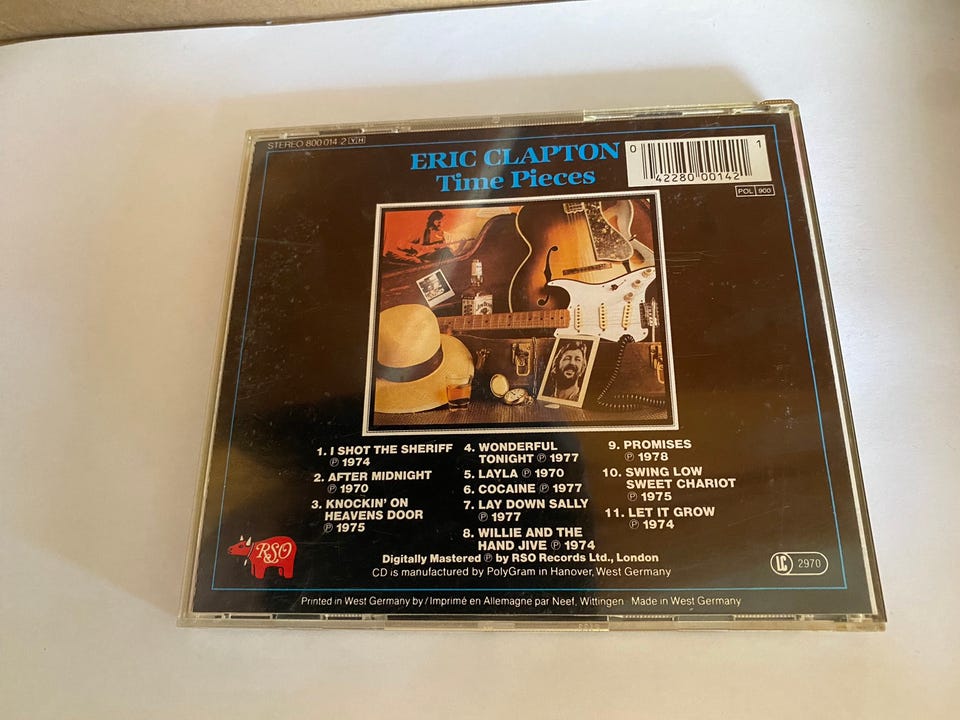 STEREO 800 014-2 YH
ERIC CLAPTON
Time Pieces
0 42280 00142 1
POL 900
1. I SHOT THE SHERIFF
℗ 1974
2. AFTER MIDNIGHT
℗ 1970
3. KNOCKIN' ON
HEAVENS DOOR
℗ 1975
4. WONDERFUL
TONIGHT ℗ 1977
5. LAYLA ℗ 1970
6. COCAINE ℗ 1977
7. LAY DOWN SALLY
℗ 1977
8. WILLIE AND THE
HAND JIVE ℗ 1974
9. PROMISES
℗ 1978
10. SWING LOW
SWEET CHARIOT
℗ 1975
11. LET IT GROW
℗ 1974
RSO
Digitally Mastered ℗ by RSO Records Ltd., London
CD is manufactured by PolyGram in Hanover, West Germany
LC 2970
Printed in West Germany by/Imprimé en Allemagne par Neef, Wittingen · Made in West Germany